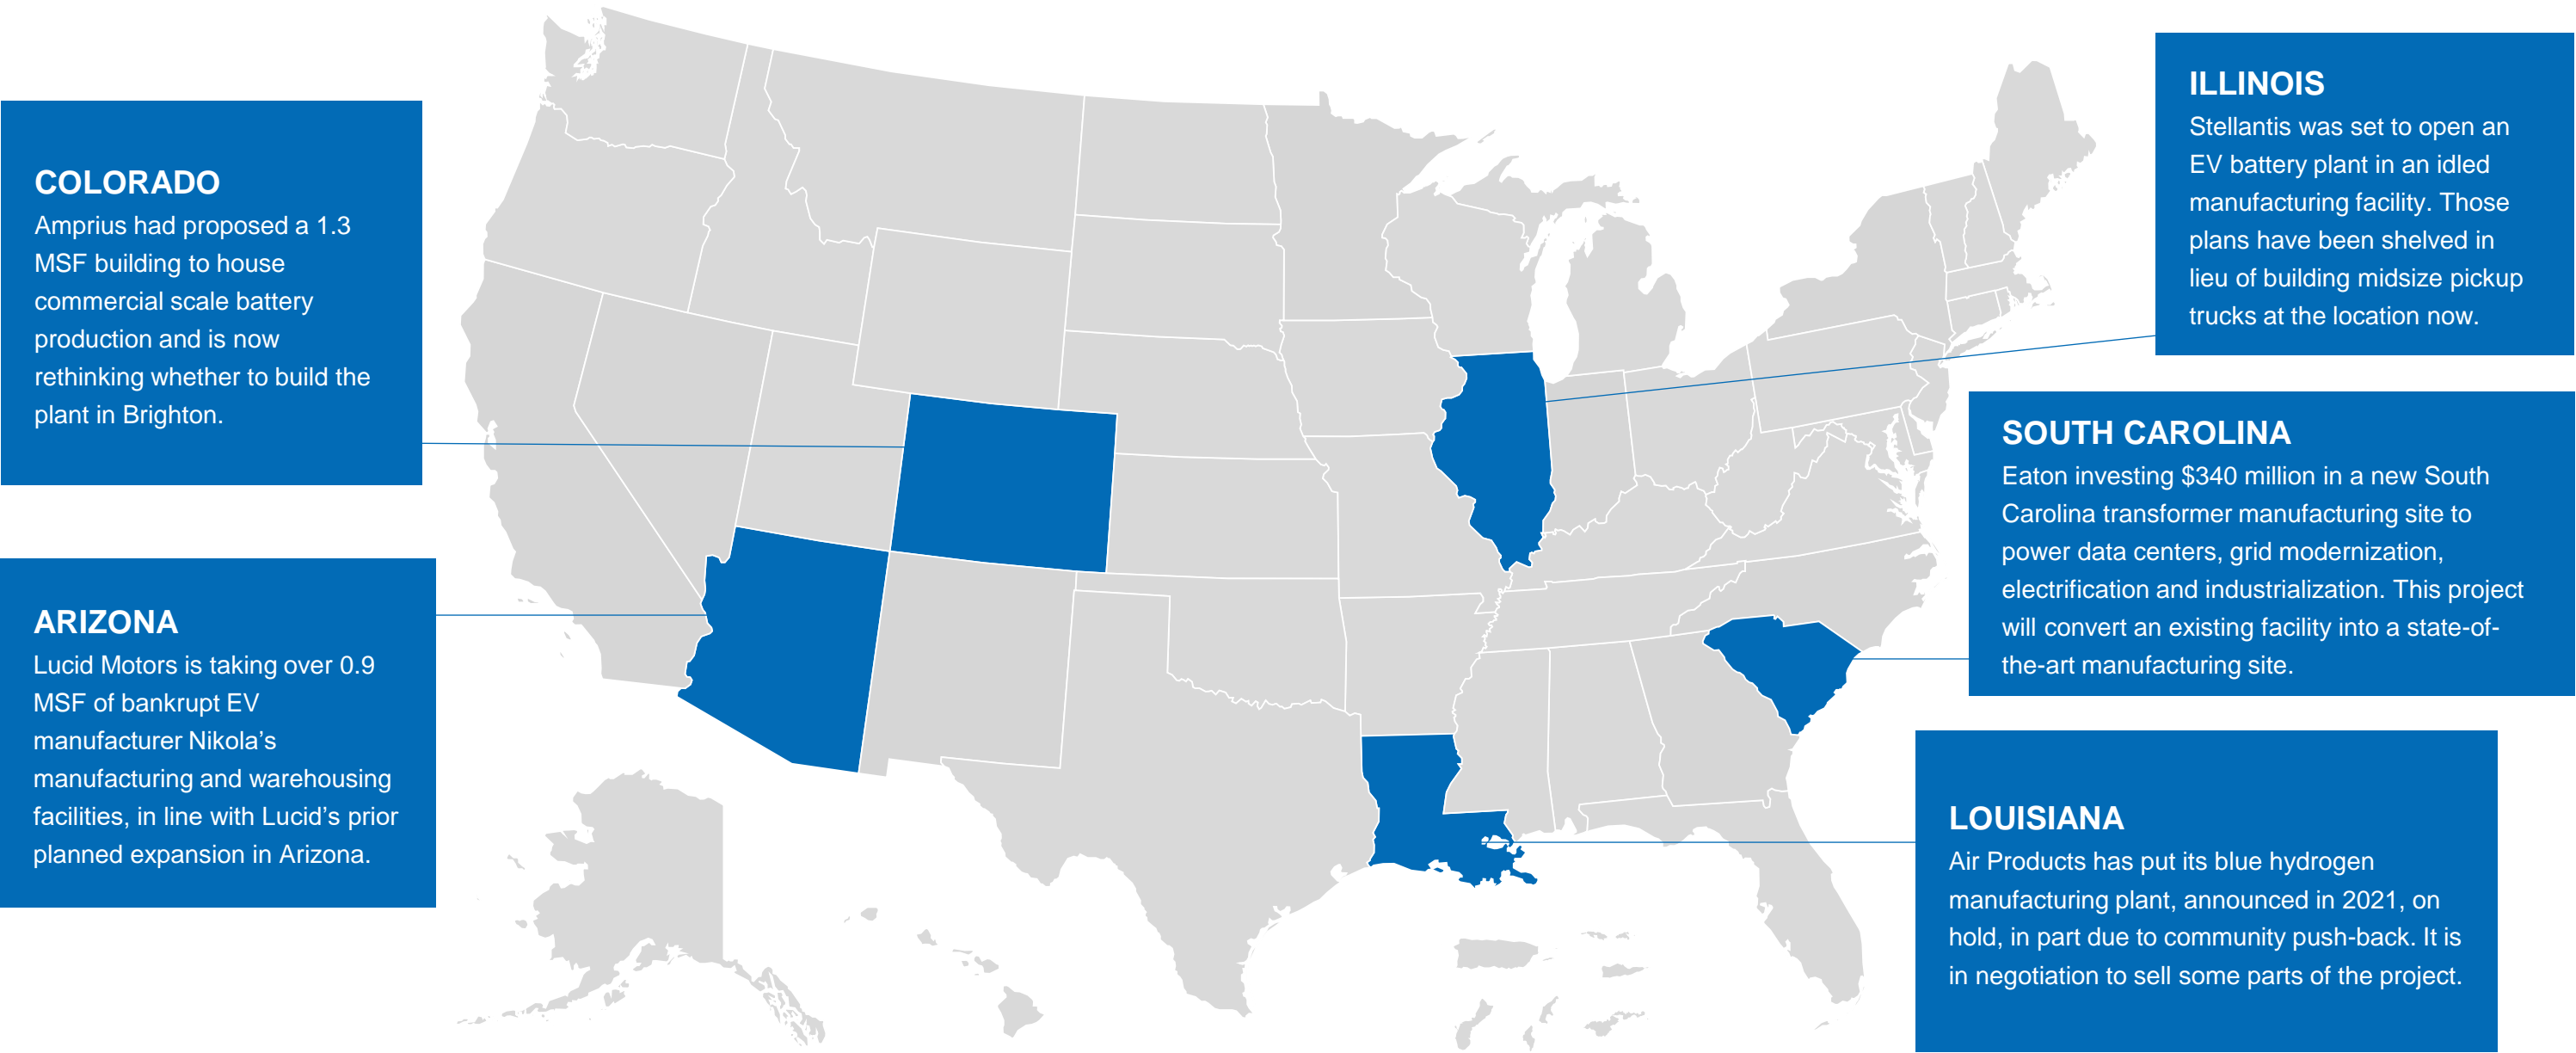 COLORADO
Amprius had proposed a 1.3
MSF building to house
commercial scale battery
production and is now
rethinking whether to build the
plant in Brighton.
ARIZONA
Lucid Motors is taking over 0.9
MSF of bankrupt EV
manufacturer Nikola’s
manufacturing and warehousing
facilities, in line with Lucid’s prior
planned expansion in Arizona.
ILLINOIS
Stellantis was set to open an
EV battery plant in an idled
manufacturing facility. Those
plans have been shelved in
lieu of building midsize pickup
trucks at the location now.
SOUTH CAROLINA
Eaton investing $340 million in a new South
Carolina transformer manufacturing site to
power data centers, grid modernization,
electrification and industrialization. This project
will convert an existing facility into a state-of-
the-art manufacturing site.
LOUISIANA
Air Products has put its blue hydrogen
manufacturing plant, announced in 2021, on
hold, in part due to community push-back. It is
in negotiation to sell some parts of the project.